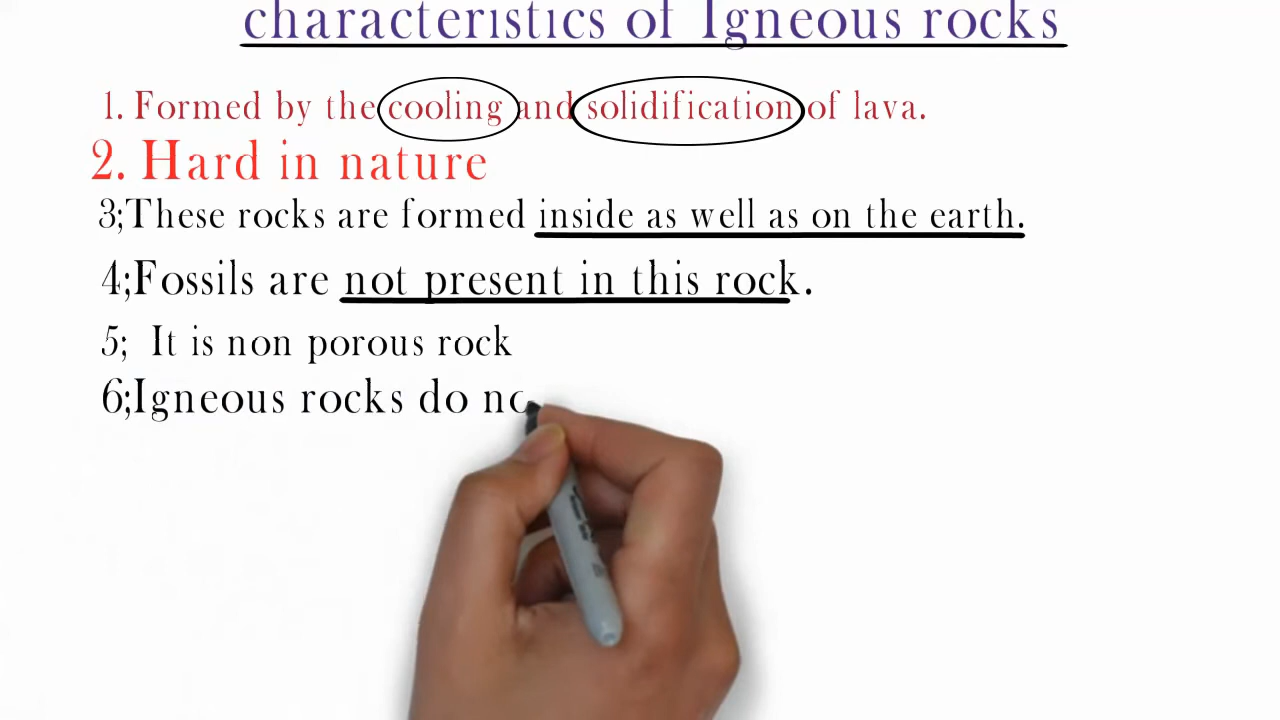 characteristics of Igneous rocks
1. Formed by the cooling and solidification of lava.
2. Hard in nature
3;These rocks are formed inside as well as on the earth.
4;Fossils are not present in this rock.
5; It is non porous rock
6;Igneous rocks do no